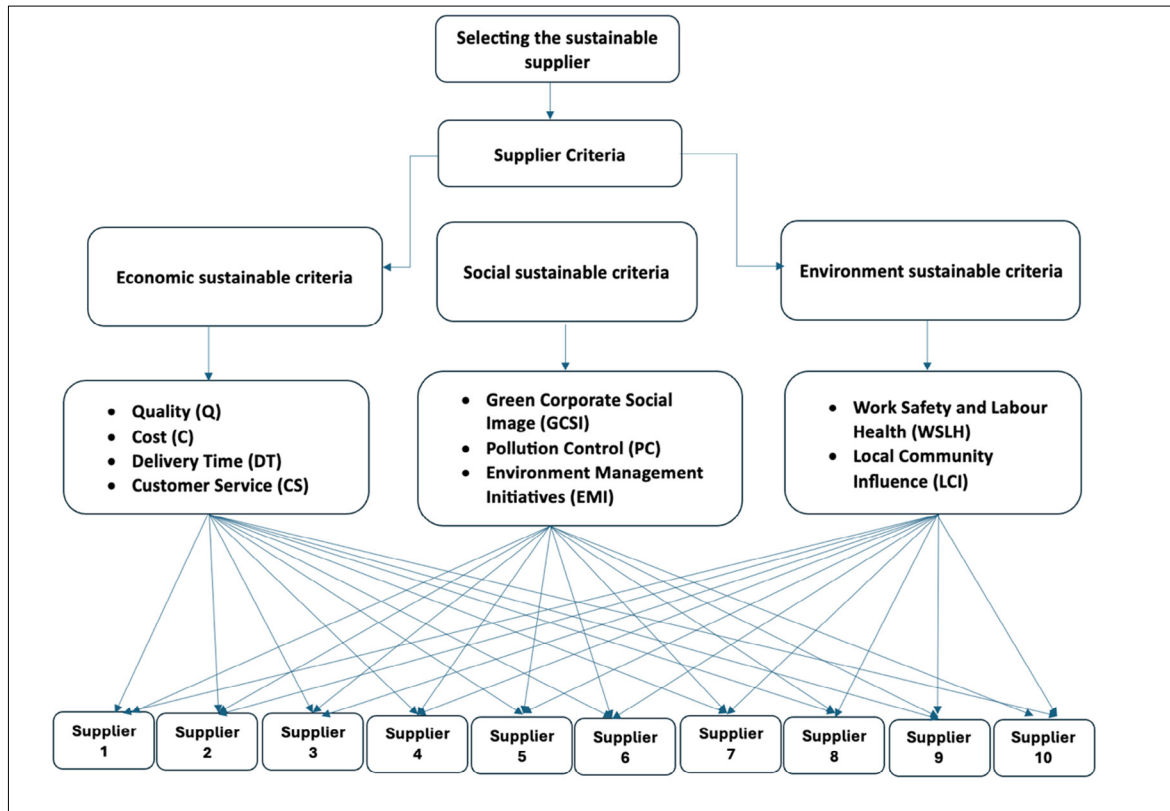 Selecting the sustainable
supplier
Supplier Criteria
Economic sustainable criteria
Social sustainable criteria
Environment sustainable criteria
• Quality (Q)
• Cost (C)
• Delivery Time (DT)
• Customer Service (CS)
• Green Corporate Social
Image (GCSI)
• Pollution Control (PC)
• Environment Management
Initiatives (EMI)
• Work Safety and Labour
Health (WSLH)
• Local Community
Influence (LCI)
Supplier
1
Supplier
2
Supplier
3
Supplier
4
Supplier
5
Supplier
6
Supplier
7
Supplier
8
Supplier
9
Supplier
10